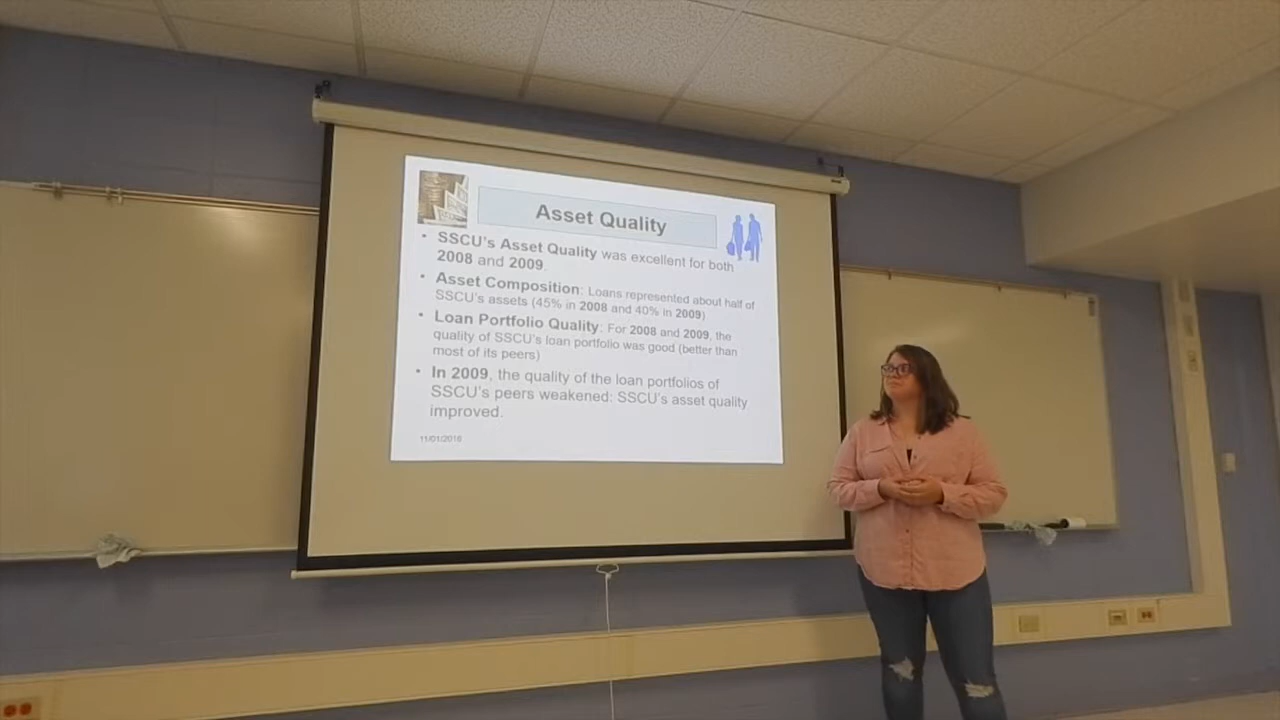 Asset Quality
• SSCU's Asset Quality was excellent for both
2008 and 2009.
• Asset Composition: Loans represented about half of
SSCU's assets (45% in 2008 and 40% in 2009)
• Loan Portfolio Quality: For 2008 and 2009, the
quality of SSCU's loan portfolio was good (better than
most of its peers)
• In 2009, the quality of the loan portfolios of
SSCU's peers weakened: SSCU's asset quality
improved.
11/01/2016